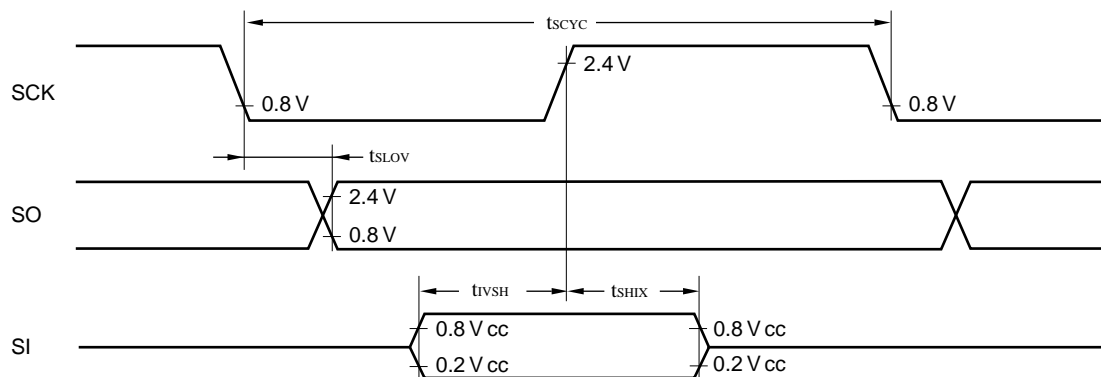 tSCYC
SCK
2.4 V
0.8 V
0.8 V
tSLOV
SO
2.4 V
0.8 V
tIVSH
tSHIX
SI
0.8 V cc
0.8 V cc
0.2 V cc
0.2 V cc